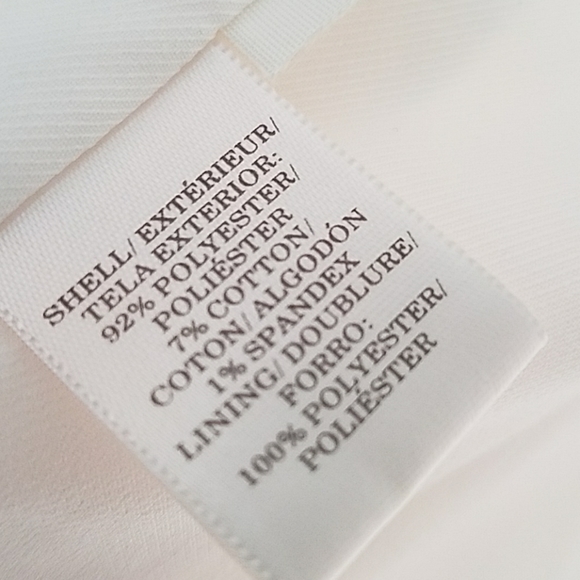 SHELL/ EXTÉRIEUR/
TELA EXTERIOR:
92% POLYESTER/
POLIÉSTER
7% COTTON/
COTON/ ALGODÓN
1% SPANDEX
LINING/ DOUBLURE/
FORRO:
100% POLYESTER/
POLIÉSTER